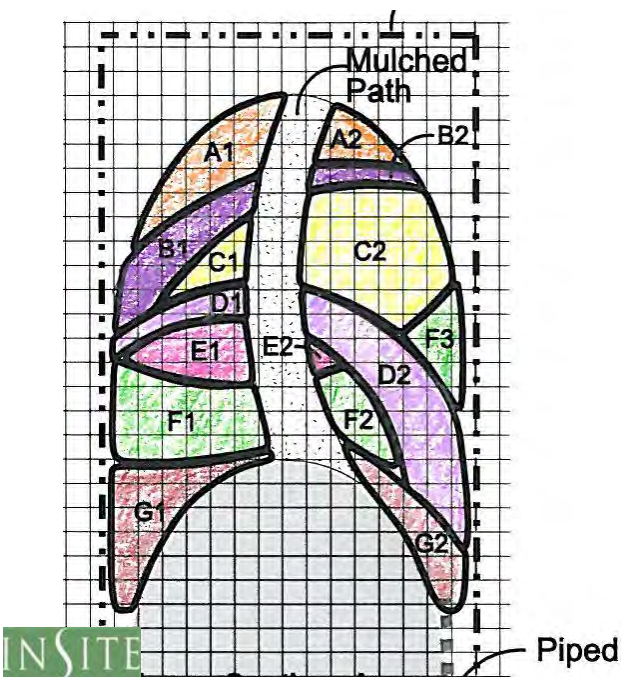 Mulched
Path
A1
A2
B2
B1
C1
C2
D1
E1
E2
F3
D2
F1
F2
G1
G2
INSITE
Piped